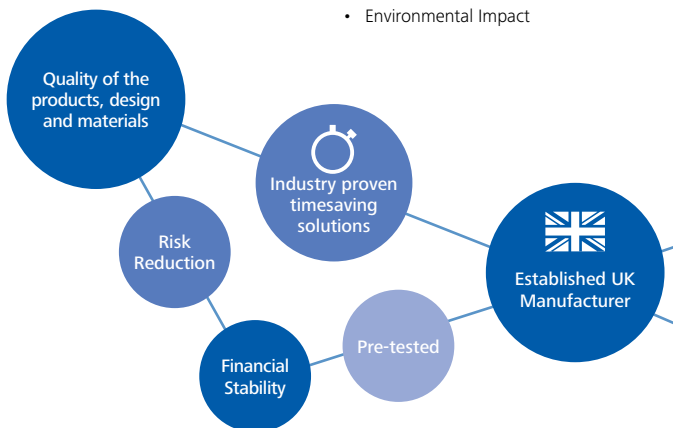 • Environmental Impact
Quality of the
products, design
and materials
Industry proven
timesaving
solutions
Risk
Reduction
Established UK
Manufacturer
Pre-tested
Financial
Stability